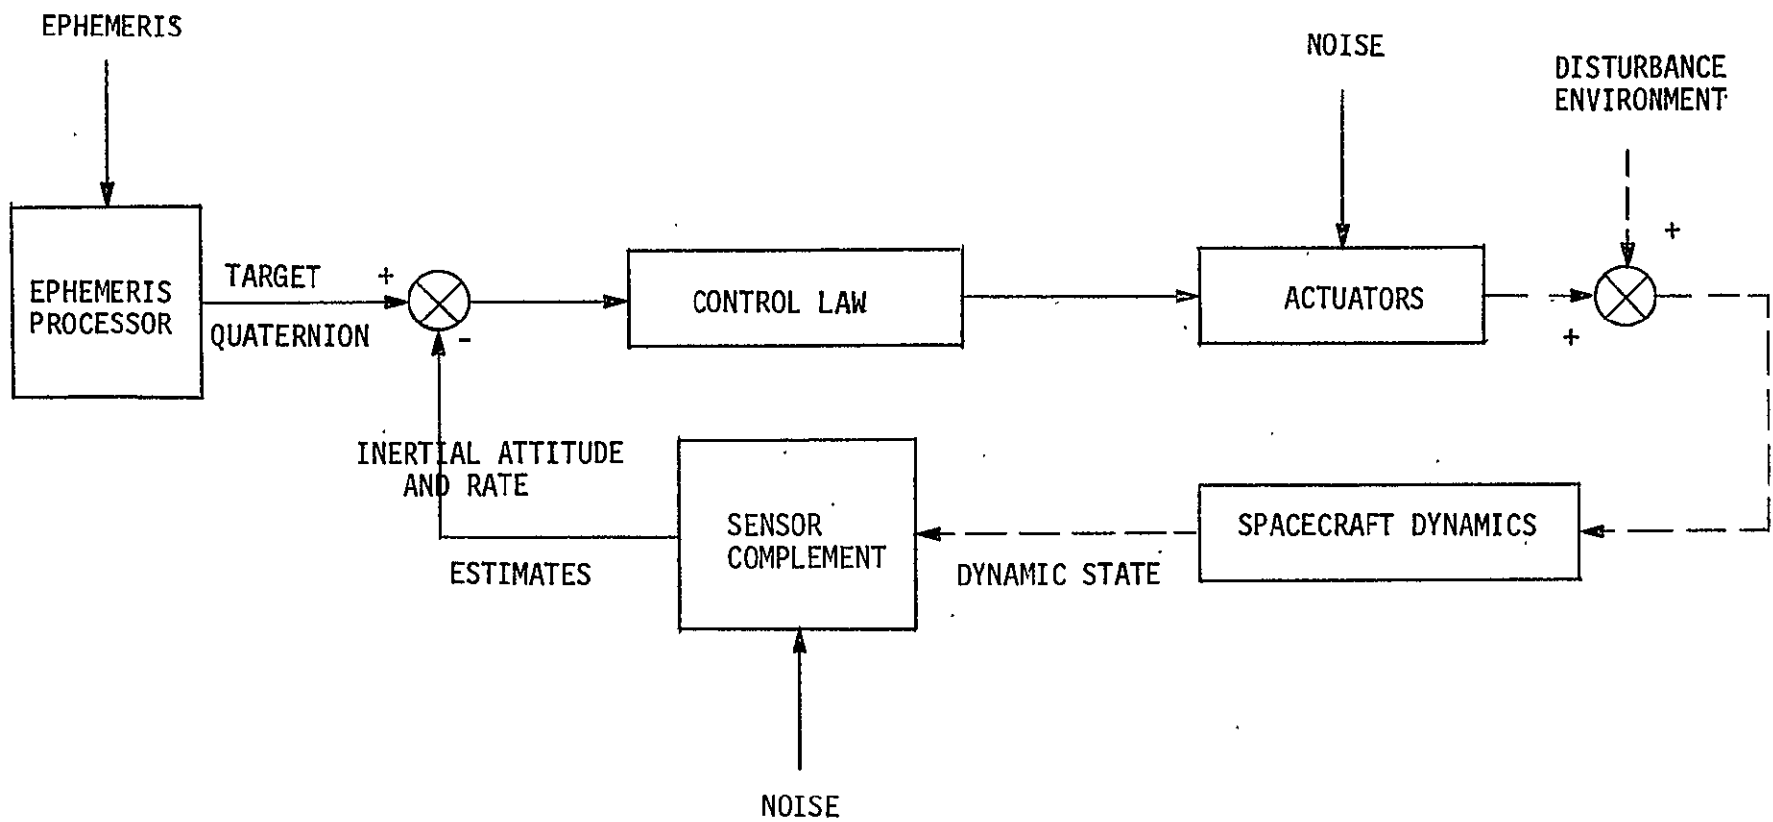 EPHEMERIS
NOISE
DISTURBANCE
ENVIRONMENT
EPHEMERIS
PROCESSOR
TARGET
QUATERNION
+
-
CONTROL LAW
ACTUATORS
+
+
INERTIAL ATTITUDE
AND RATE
ESTIMATES
SENSOR
COMPLEMENT
DYNAMIC STATE
SPACECRAFT DYNAMICS
NOISE